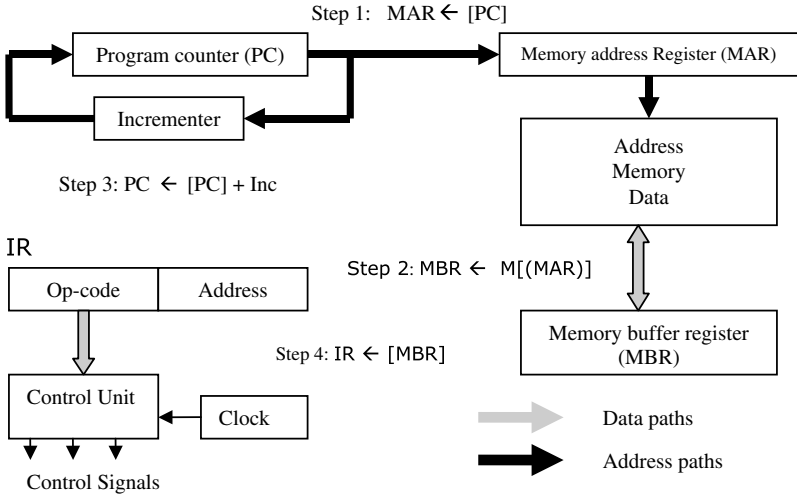 Step 1: MAR ← [PC]
Program counter (PC)
Memory address Register (MAR)
Incrementer
Address
Memory
Data
Step 3: PC ← [PC] + Inc
IR
Step 2: MBR ← M[(MAR)]
Op-code
Address
Memory buffer register
(MBR)
Step 4: IR ← [MBR]
Control Unit
Clock
Data paths
Address paths
Control Signals